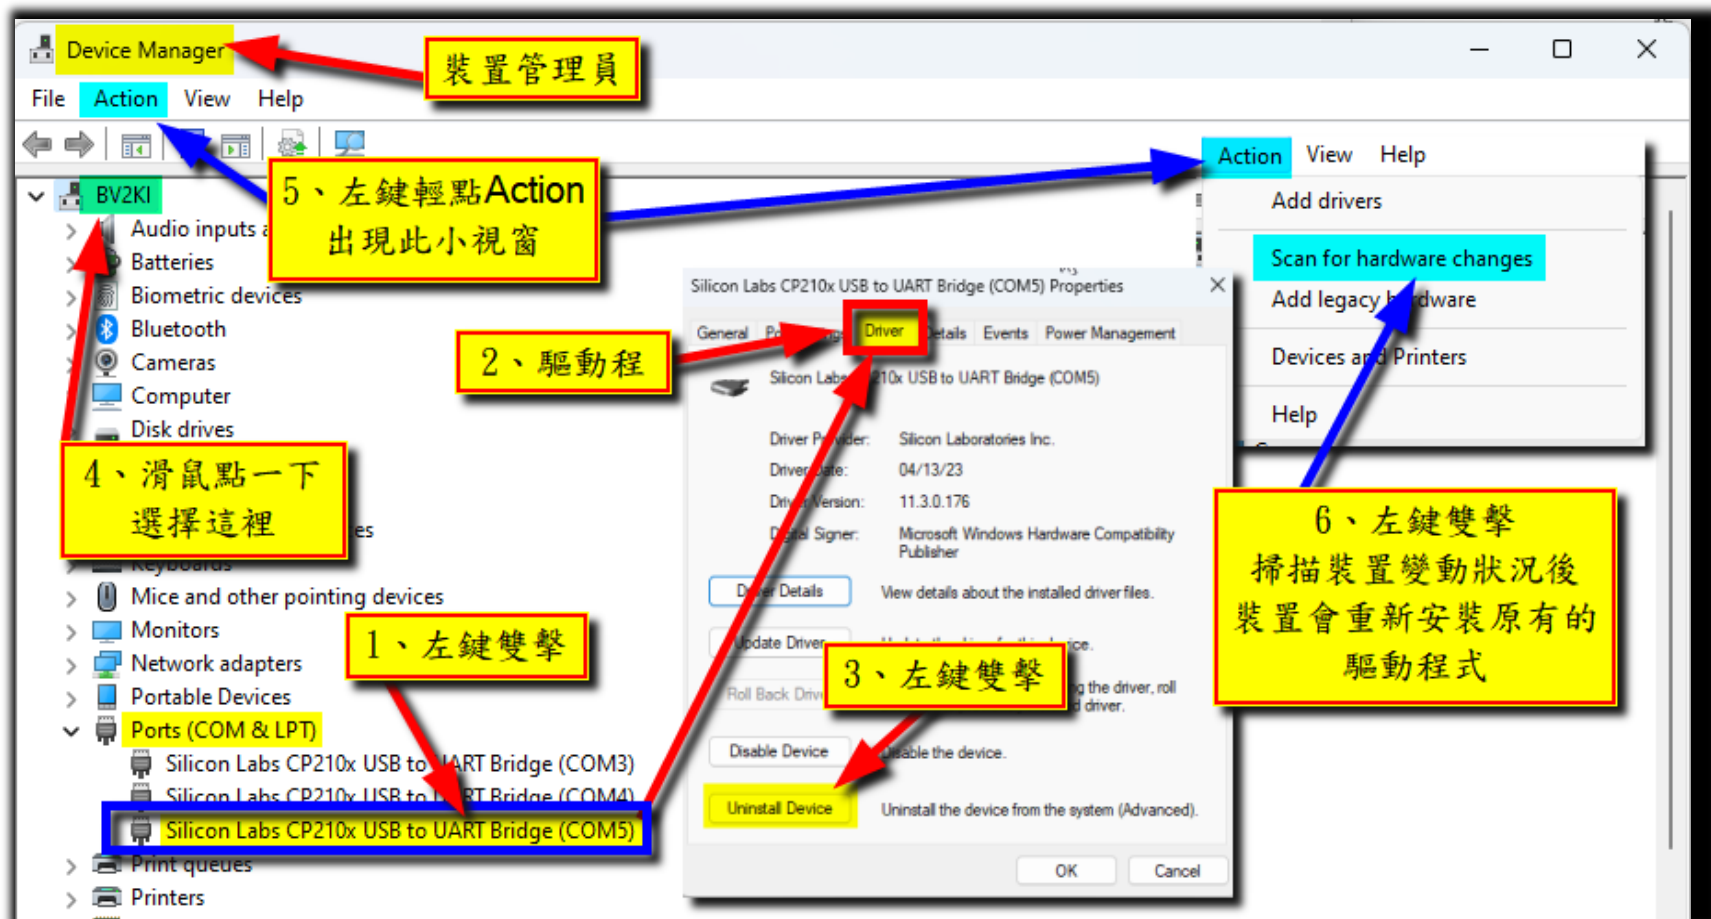 Device Manager
裝置管理員
File Action View Help
5、左鍵輕點Action
出現此小視窗
Action View Help
Add drivers
Scan for hardware changes
Add legacy hardware
Devices and Printers
Help
BV2KI
Audio inputs
Batteries
Biometric devices
Bluetooth
Cameras
Computer
Disk drives
4、滑鼠點一下
選擇這裡
Keyboards
Mice and other pointing devices
Monitors
Network adapters
Portable Devices
Ports (COM & LPT)
Silicon Labs CP210x USB to UART Bridge (COM3)
Silicon Labs CP210x USB to UART Bridge (COM4)
Silicon Labs CP210x USB to UART Bridge (COM5)
Print queues
Printers
1、左鍵雙擊
Silicon Labs CP210x USB to UART Bridge (COM5) Properties
General Driver Details Events Power Management
2、驅動程
Silicon Labs CP210x USB to UART Bridge (COM5)
Driver Provider: Silicon Laboratories Inc.
Driver Date: 04/13/23
Driver Version: 11.3.0.176
Digital Signer: Microsoft Windows Hardware Compatibility
Publisher
Driver Details View details about the installed driver files.
Update Driver
3、左鍵雙擊
Roll Back the driver, roll
driver.
Disable Device Disable the device.
Uninstall Device Uninstall the device from the system (Advanced).
OK Cancel
6、左鍵雙擊
掃描裝置變動狀況後
裝置會重新安裝原有的
驅動程式